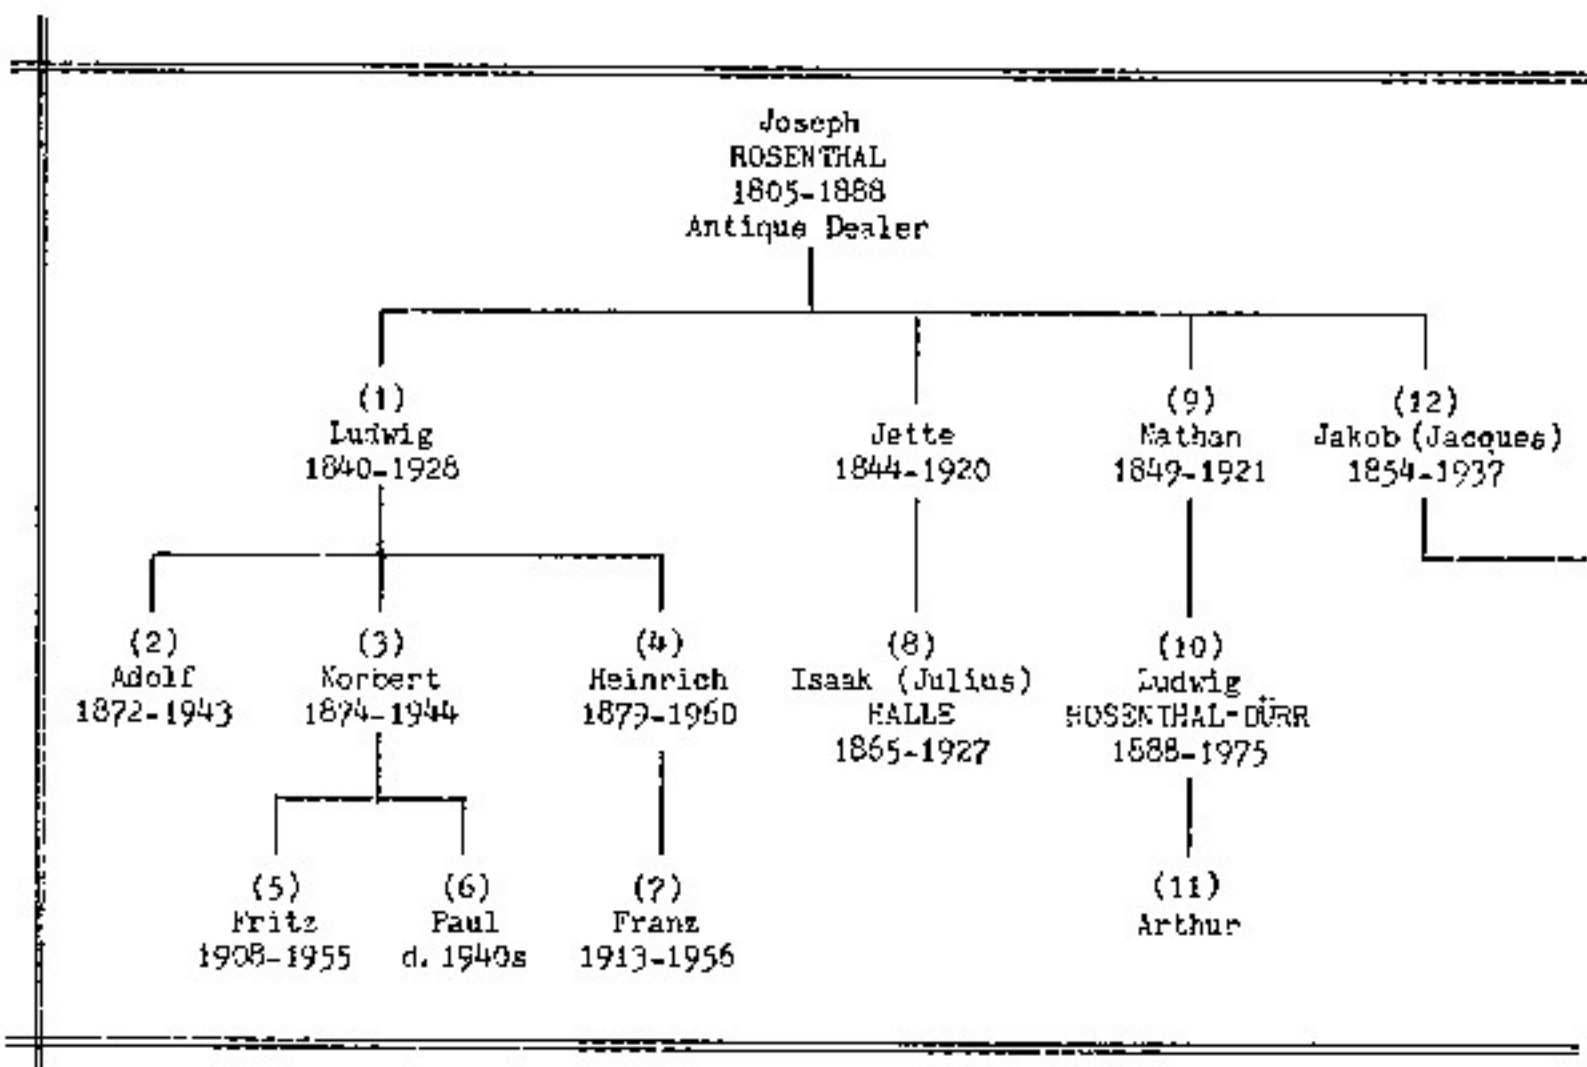 Joseph
ROSENTHAL
1805-1888
Antique Dealer
(1)
Ludwig
1840-1928
Jette
1844-1920
(9)
Nathan
1849-1921
(12)
Jakob (Jacques)
1854-1937
(2)
Adolf
1872-1943
(3)
Norbert
1874-1944
(4)
Heinrich
1879-1960
(8)
Isaak (Julius)
HALLE
1865-1927
(10)
Ludwig
ROSENTHAL-DÜRR
1888-1975
(5)
Fritz
1908-1955
(6)
Paul
d. 1940s
(7)
Franz
1913-1956
(11)
Arthur